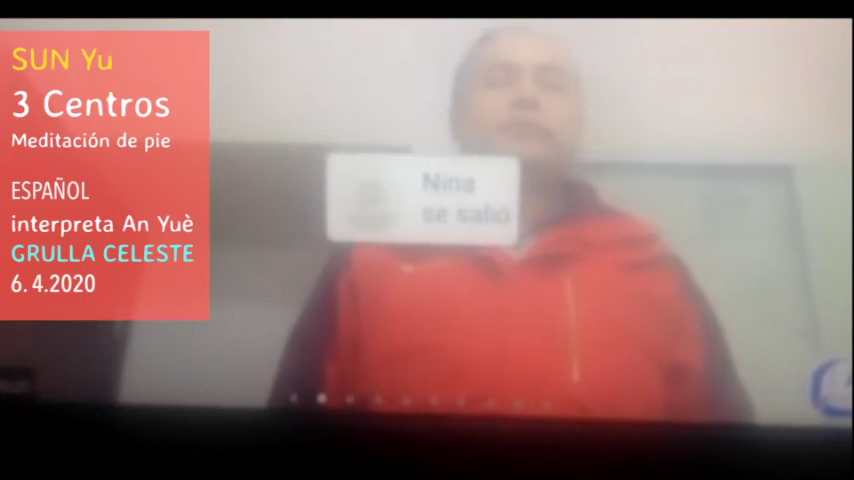 SUN Yu
3 Centros
Meditación de pie
ESPAÑOL
interpreta An Yuè
GRULLA CELESTE
6.4.2020
Nina
se salió